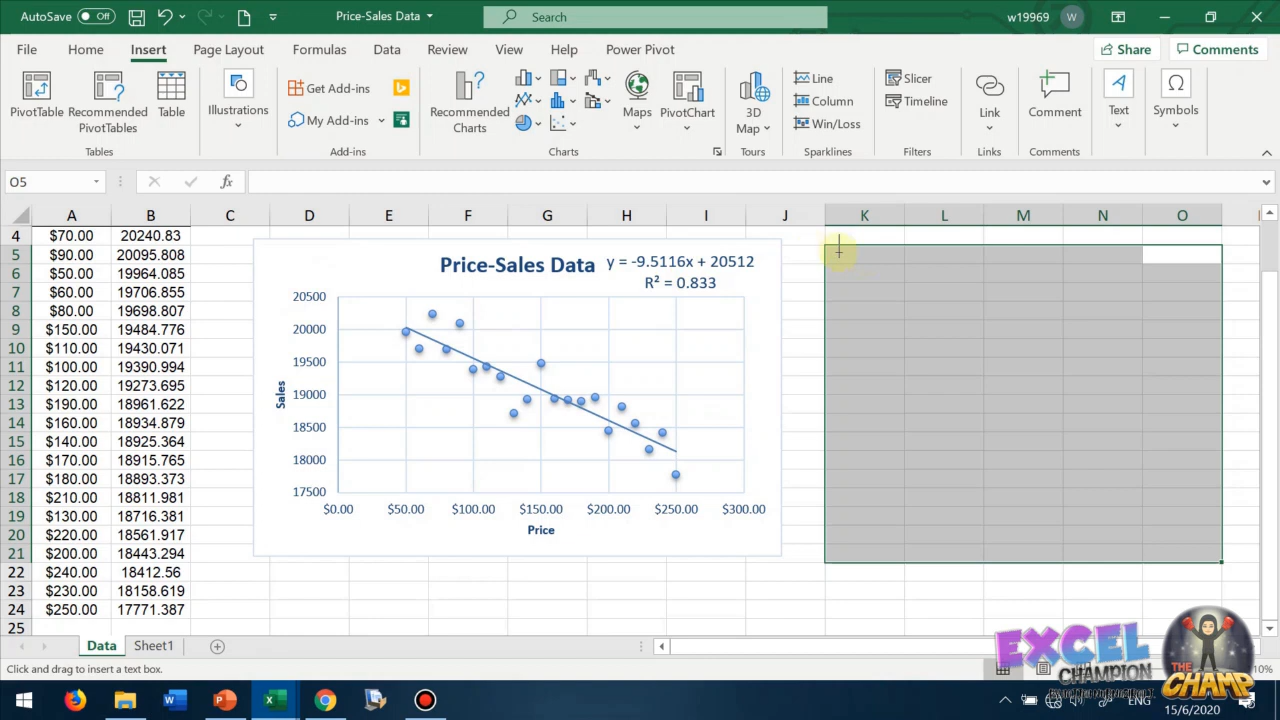 AutoSave Off
Price-Sales Data
Search
w19969
W
File Home Insert Page Layout Formulas Data Review View Help Power Pivot
Share
Comments
PivotTable
Recommended PivotTables
Table
Tables
Illustrations
Get Add-ins
My Add-ins
Add-ins
Recommended Charts
Maps
PivotChart
Charts
3D Map
Tours
Line
Column
Win/Loss
Sparklines
Slicer
Timeline
Filters
Link
Links
Comment
Comments
Text
Symbols
O5
fx
A B C D E F G H I J K L M N O
4 $70.00 20240.83
5 $90.00 20095.808
6 $50.00 19964.085
7 $60.00 19706.855
8 $80.00 19698.807
9 $150.00 19484.776
10 $110.00 19430.071
11 $100.00 19390.994
12 $120.00 19273.695
13 $190.00 18961.622
14 $160.00 18934.879
15 $140.00 18925.364
16 $170.00 18915.765
17 $180.00 18893.373
18 $210.00 18811.981
19 $130.00 18716.381
20 $220.00 18561.917
21 $200.00 18443.294
22 $240.00 18412.56
23 $230.00 18158.619
24 $250.00 17771.387
25
Price-Sales Data
y = -9.5116x + 20512
R² = 0.833
20500
20000
19500
19000
18500
18000
17500
Sales
$0.00 $50.00 $100.00 $150.00 $200.00 $250.00 $300.00
Price
Data Sheet1
Click and drag to insert a text box.
EXCEL
CHAMPION
THE
CHAMP
10%
ENG
1:00 PM
15/6/2020